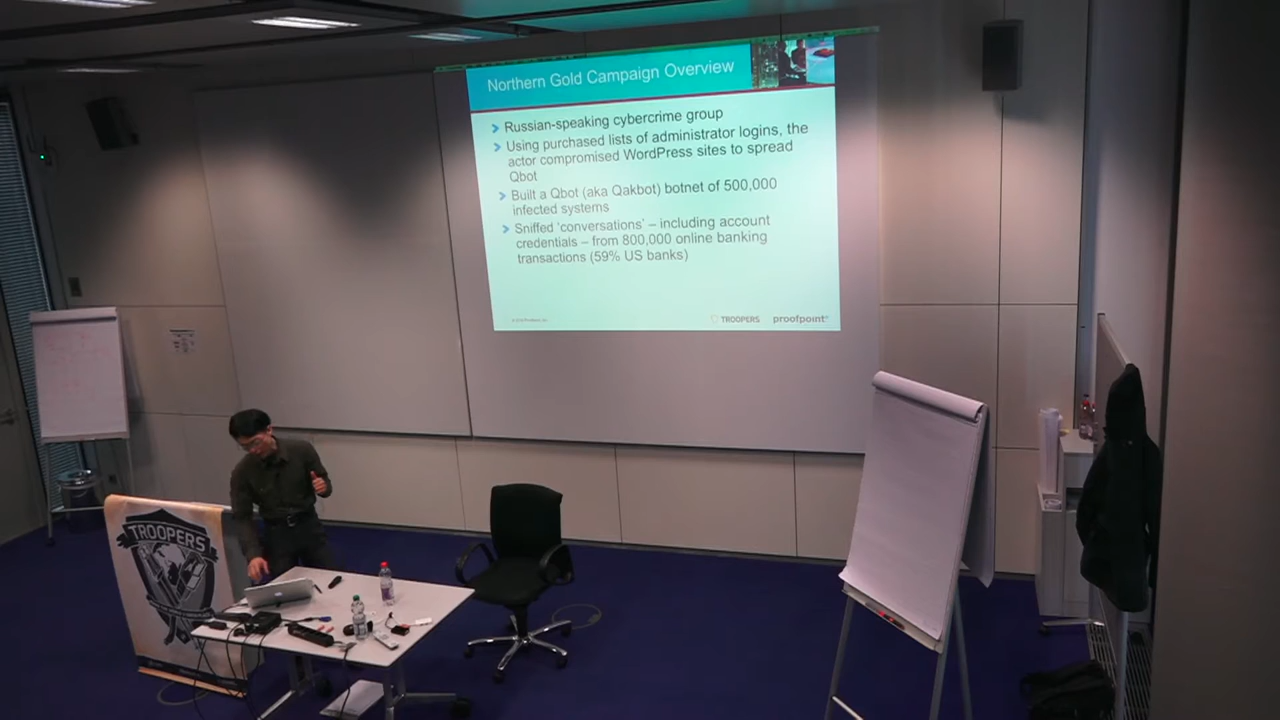 Northern Gold Campaign Overview
Russian-speaking cybercrime group
Using purchased lists of administrator logins, the
actor compromised WordPress sites to spread
Qbot
Built a Qbot (aka Qakbot) botnet of 500,000
infected systems
Sniffed ‘conversations’ – including account
credentials – from 800,000 online banking
transactions (59% US banks)
TROOPERS proofpoint
TROOPERS